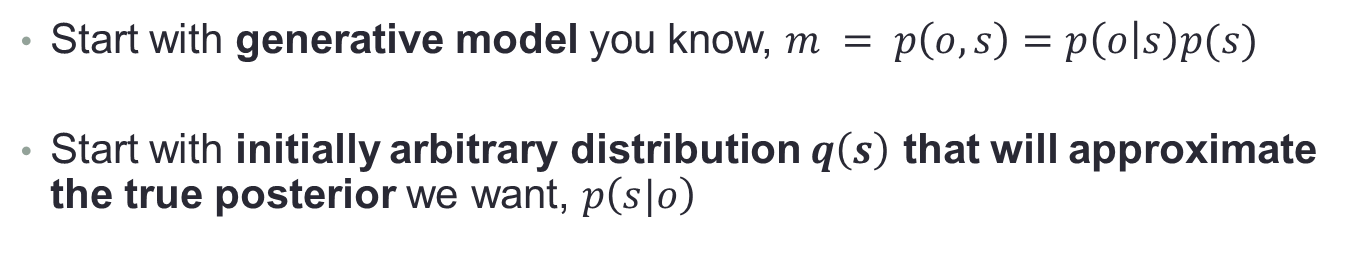 • Start with generative model you know, m = p(o,s) = p(o|s)p(s)
• Start with initially arbitrary distribution q(s) that will approximate
the true posterior we want, p(s|o)